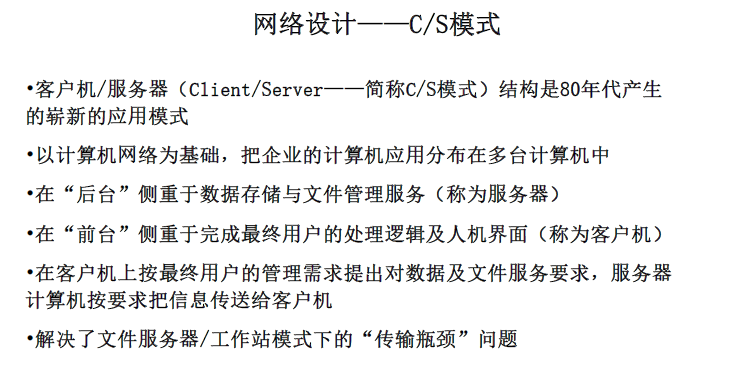 网络设计——C/S模式
•客户机/服务器（Client/Server——简称C/S模式）结构是80年代产生
的崭新的应用模式
•以计算机网络为基础，把企业的计算机应用分布在多台计算机中
•在“后台”侧重于数据存储与文件管理服务（称为服务器）
•在“前台”侧重于完成最终用户的处理逻辑及人机界面（称为客户机）
•在客户机上按最终用户的管理需求提出对数据及文件服务要求，服务器
计算机按要求把信息传送给客户机
•解决了文件服务器/工作站模式下的“传输瓶颈”问题